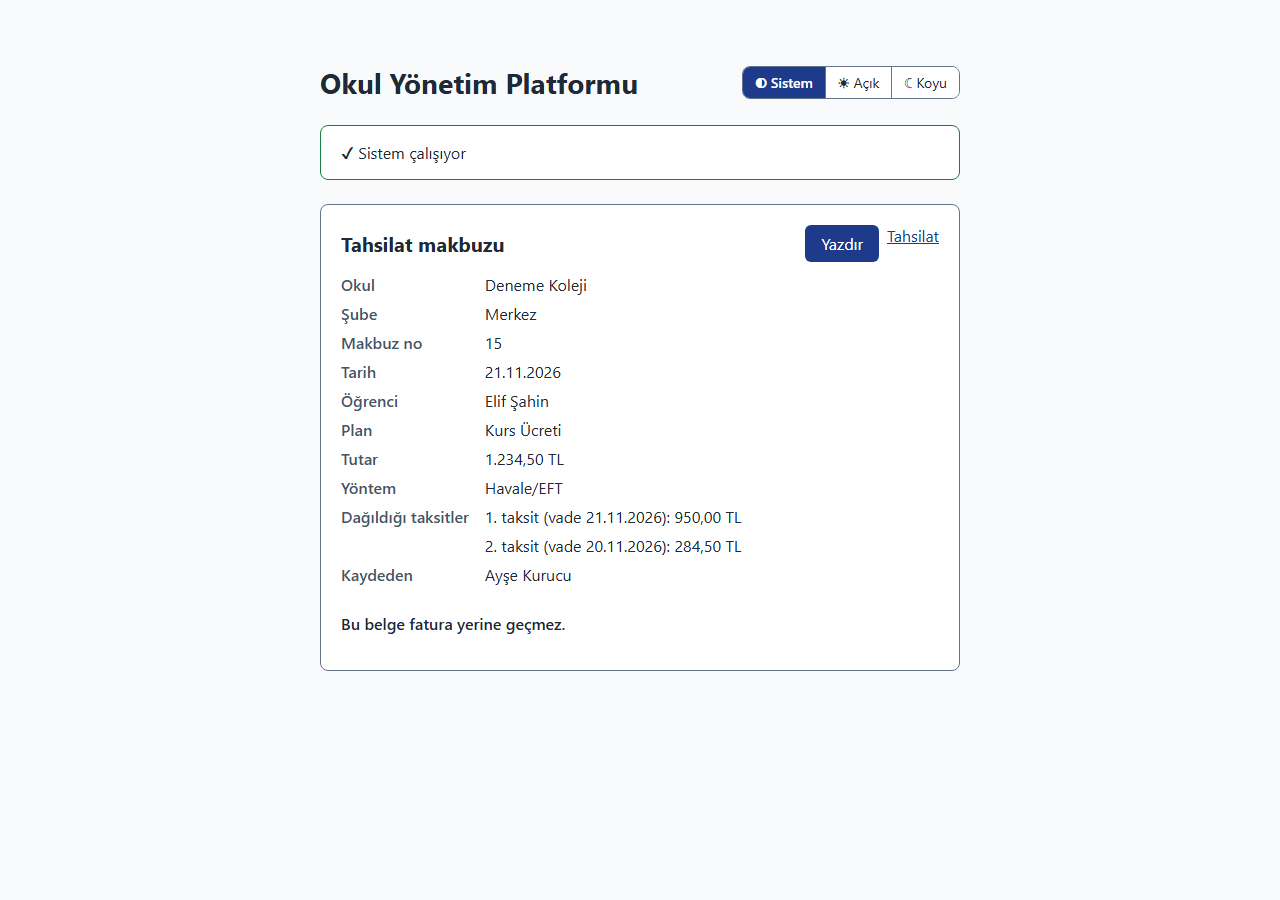 Okul Yönetim Platformu
◐ Sistem ☀ Açık ☾ Koyu
✓ Sistem çalışıyor
Tahsilat makbuzu
Yazdır Tahsilat
Okul Deneme Koleji
Şube Merkez
Makbuz no 15
Tarih 21.11.2026
Öğrenci Elif Şahin
Plan Kurs Ücreti
Tutar 1.234,50 TL
Yöntem Havale/EFT
Dağıldığı taksitler 1. taksit (vade 21.11.2026): 950,00 TL
2. taksit (vade 20.11.2026): 284,50 TL
Kaydeden Ayşe Kurucu
Bu belge fatura yerine geçmez.